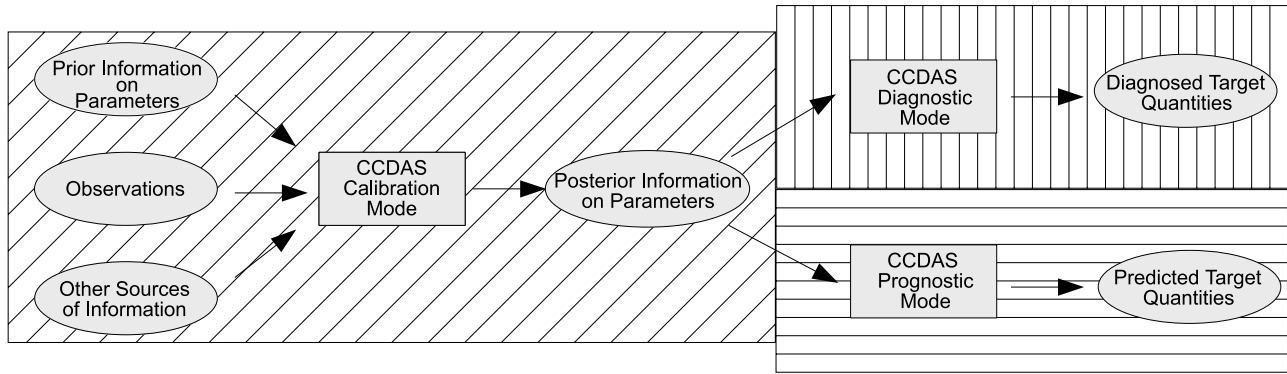 Prior Information
on
Parameters
Observations
Other Sources
of Information
CCDAS
Calibration
Mode
Posterior Information
on Parameters
CCDAS
Diagnostic
Mode
Diagnosed Target
Quantities
CCDAS
Prognostic
Mode
Predicted Target
Quantities